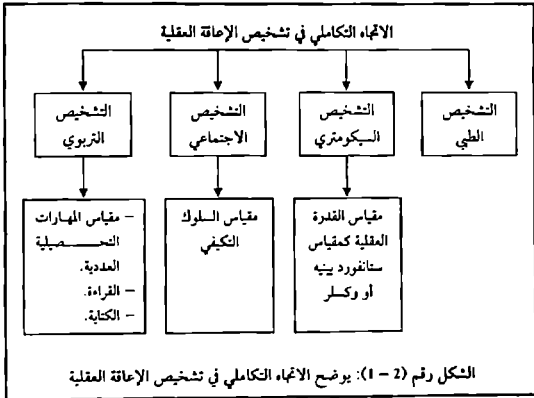 الاتجاه التكاملي في تشخيص الإعاقة العقلية
التشخيص
الطبي
التشخيص
السيكومتري
التشخيص
الاجتماعي
التشخيص
التربوي
مقياس القدرة
العقلية كمقياس
ستانفورد بينيه
أو وكسلر
مقياس السلوك
التكيفي
– مقياس المهارات
التحصيلية
العددية.
– القراءة.
– الكتابة.
الشكل رقم (2 – 1): يوضح الاتجاه التكاملي في تشخيص الإعاقة العقلية